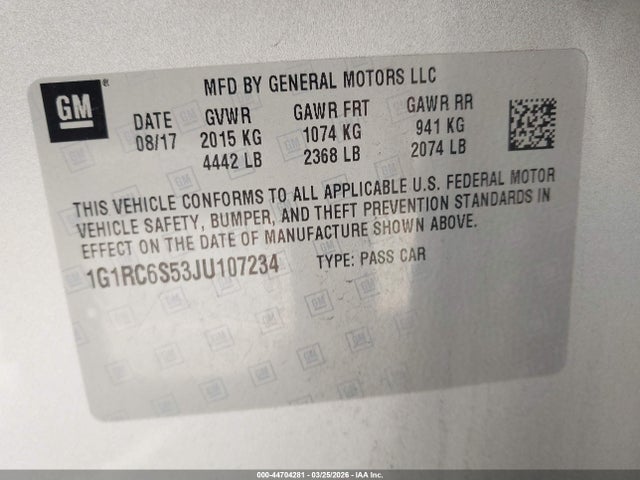 GM
MFD BY GENERAL MOTORS LLC
DATE GVWR GAWR FRT GAWR RR
08/17 2015 KG 1074 KG 941 KG
4442 LB 2368 LB 2074 LB
THIS VEHICLE CONFORMS TO ALL APPLICABLE U.S. FEDERAL MOTOR
VEHICLE SAFETY, BUMPER, AND THEFT PREVENTION STANDARDS IN
EFFECT ON THE DATE OF MANUFACTURE SHOWN ABOVE.
1G1RC6S53JU107234 TYPE: PASS CAR
000-44704281 - 03/25/2026 - IAA Inc.